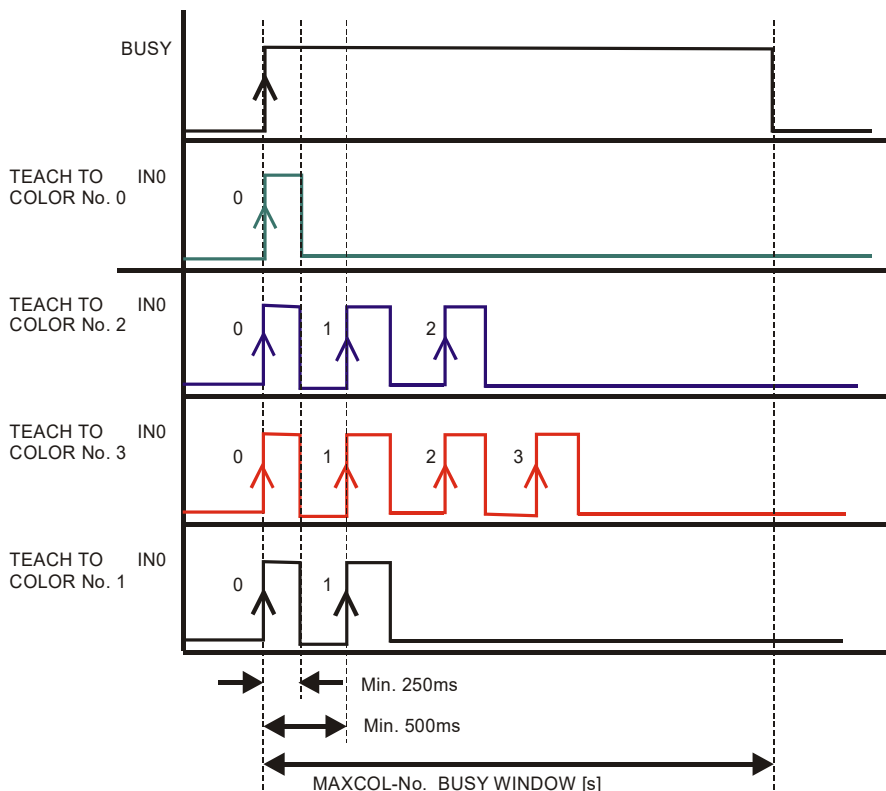 BUSY
TEACH TO IN0
COLOR No. 0
0
TEACH TO IN0
COLOR No. 2
0 1 2
TEACH TO IN0
COLOR No. 3
0 1 2 3
TEACH TO IN0
COLOR No. 1
0 1
Min. 250ms
Min. 500ms
MAXCOL-No. BUSY WINDOW [s]